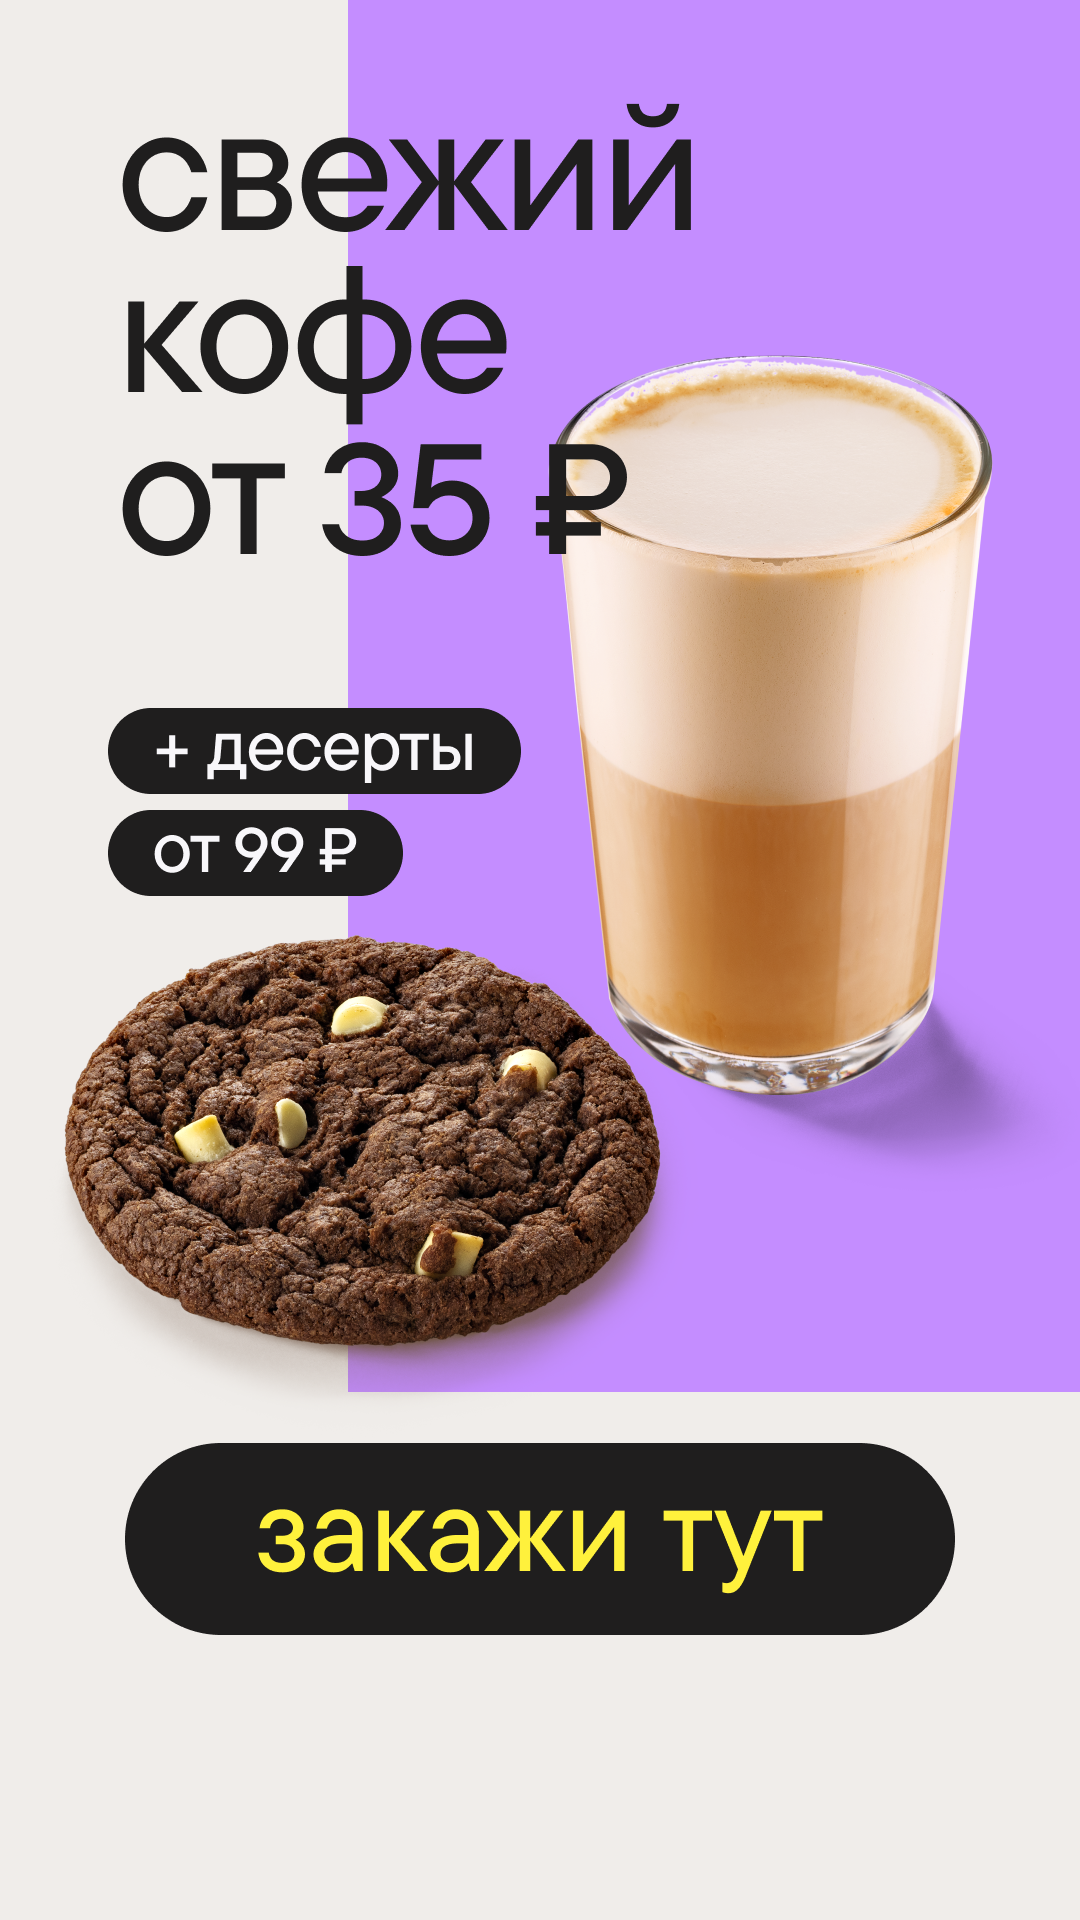 свежий
кофе
от 35 ₽
+ десерты
от 99 ₽
закажи тут